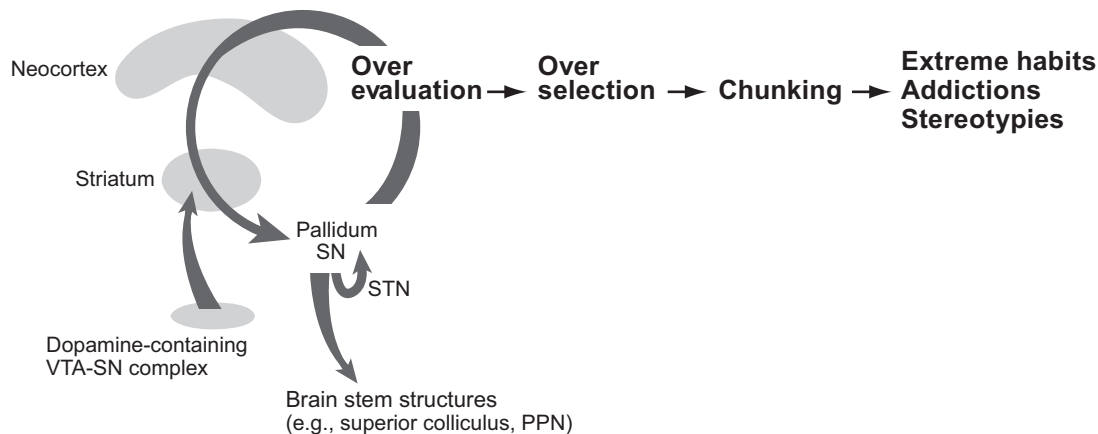 Neocortex
Over
evaluation
Over
selection
Chunking
Extreme habits
Addictions
Stereotypies
Striatum
Pallidum
SN
STN
Dopamine-containing
VTA-SN complex
Brain stem structures
(e.g., superior colliculus, PPN)